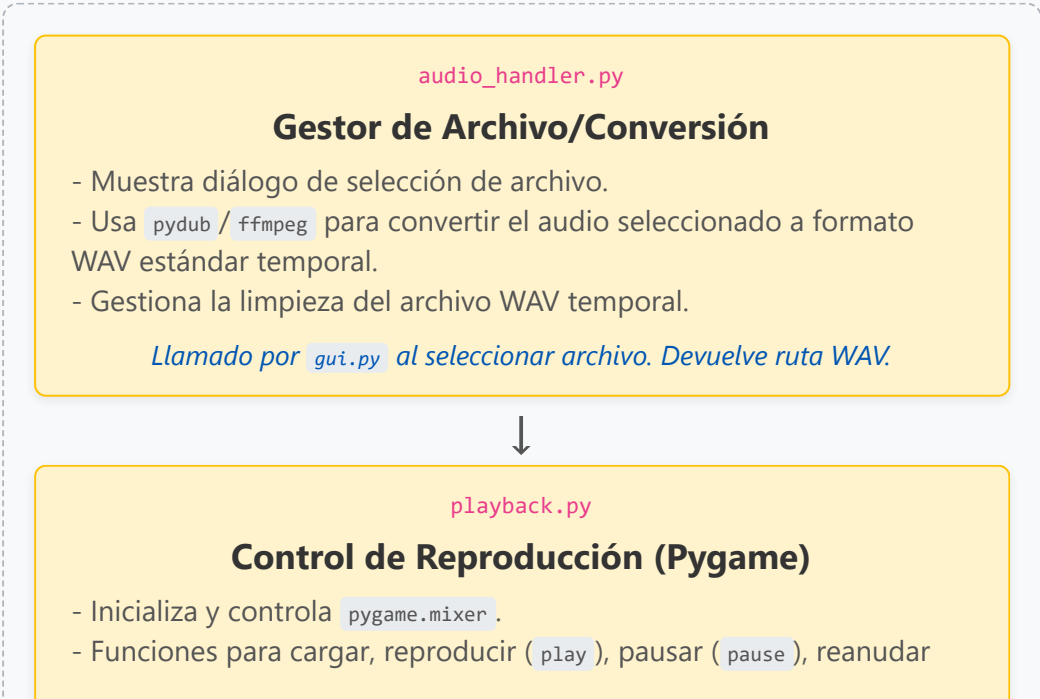 audio_handler.py
Gestor de Archivo/Conversión
- Muestra diálogo de selección de archivo.
- Usa pydub / ffmpeg para convertir el audio seleccionado a formato
WAV estándar temporal.
- Gestiona la limpieza del archivo WAV temporal.
Llamado por gui.py al seleccionar archivo. Devuelve ruta WAV.
↓
playback.py
Control de Reproducción (Pygame)
- Inicializa y controla pygame.mixer .
- Funciones para cargar, reproducir ( play ), pausar ( pause ), reanudar